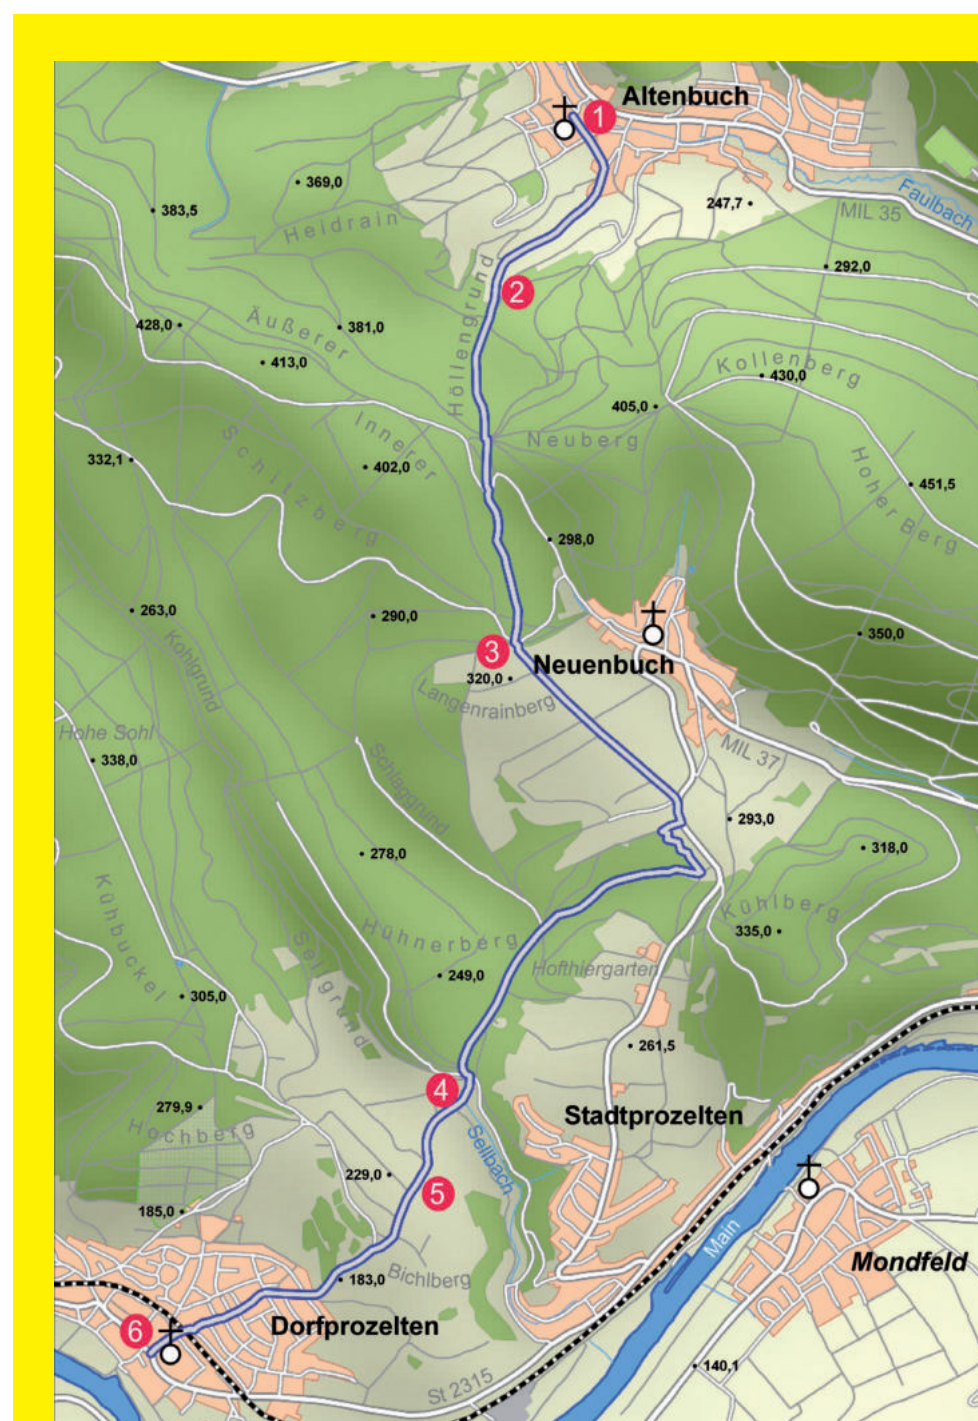 Altenbuch
1
369,0
383,5
247,7
MIL 35
Faulbach
Heidrain
292,0
2
Höllengrund
Äußerer
381,0
428,0
413,0
Kollenberg
430,0
405,0
Innerer
Neuberg
Schitzberg
332,1
402,0
451,5
Hoher Berg
298,0
263,0
290,0
350,0
Kohlgrund
3
Neuenbuch
320,0
Langenrainberg
Hohe Sohl
338,0
MIL 37
Schlaggrund
293,0
278,0
318,0
Kühbuckel
Hühnerberg
Kühlberg
335,0
Sellgrund
249,0
Hofthiergarten
305,0
261,5
4
279,9
Hochberg
Stadtprozelten
Sellbach
229,0
5
185,0
Main
Mondfeld
Bichlberg
183,0
6
Dorfprozelten
140,1
St 2315